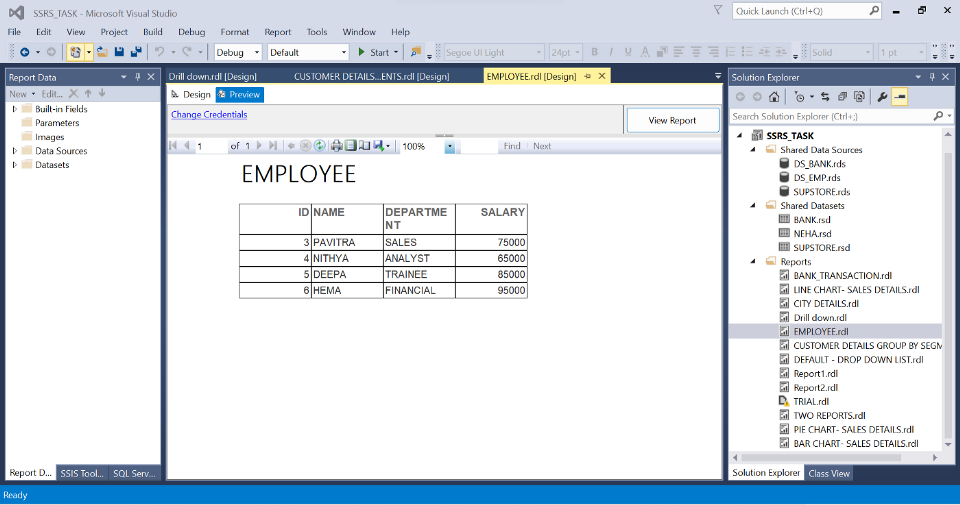 SSRS_TASK - Microsoft Visual Studio
Quick Launch (Ctrl+Q)
File Edit View Project Build Debug Format Report Tools Window Help
Debug Default Start Segoe UI Light 24pt B I U A Solid 1 pt
Report Data
New Edit...
Built-in Fields
Parameters
Images
Data Sources
Datasets
Report D... SSIS Tool... SQL Serv...
Drill down.rdl [Design] CUSTOMER DETAILS...ENTS.rdl [Design] EMPLOYEE.rdl [Design]
Design Preview
Change Credentials
View Report
1 of 1 100% Find Next
EMPLOYEE
ID NAME DEPARTME SALARY
NT
3 PAVITRA SALES 75000
4 NITHYA ANALYST 65000
5 DEEPA TRAINEE 85000
6 HEMA FINANCIAL 95000
Solution Explorer
Search Solution Explorer (Ctrl+;)
SSRS_TASK
Shared Data Sources
DS_BANK.rds
DS_EMP.rds
SUPSTORE.rds
Shared Datasets
BANK.rsd
NEHA.rsd
SUPSTORE.rsd
Reports
BANK_TRANSACTION.rdl
LINE CHART- SALES DETAILS.rdl
CITY DETAILS.rdl
Drill down.rdl
EMPLOYEE.rdl
CUSTOMER DETAILS GROUP BY SEGM
DEFAULT - DROP DOWN LIST.rdl
Report1.rdl
Report2.rdl
TRIAL.rdl
TWO REPORTS.rdl
PIE CHART- SALES DETAILS.rdl
BAR CHART- SALES DETAILS.rdl
Solution Explorer Class View
Ready